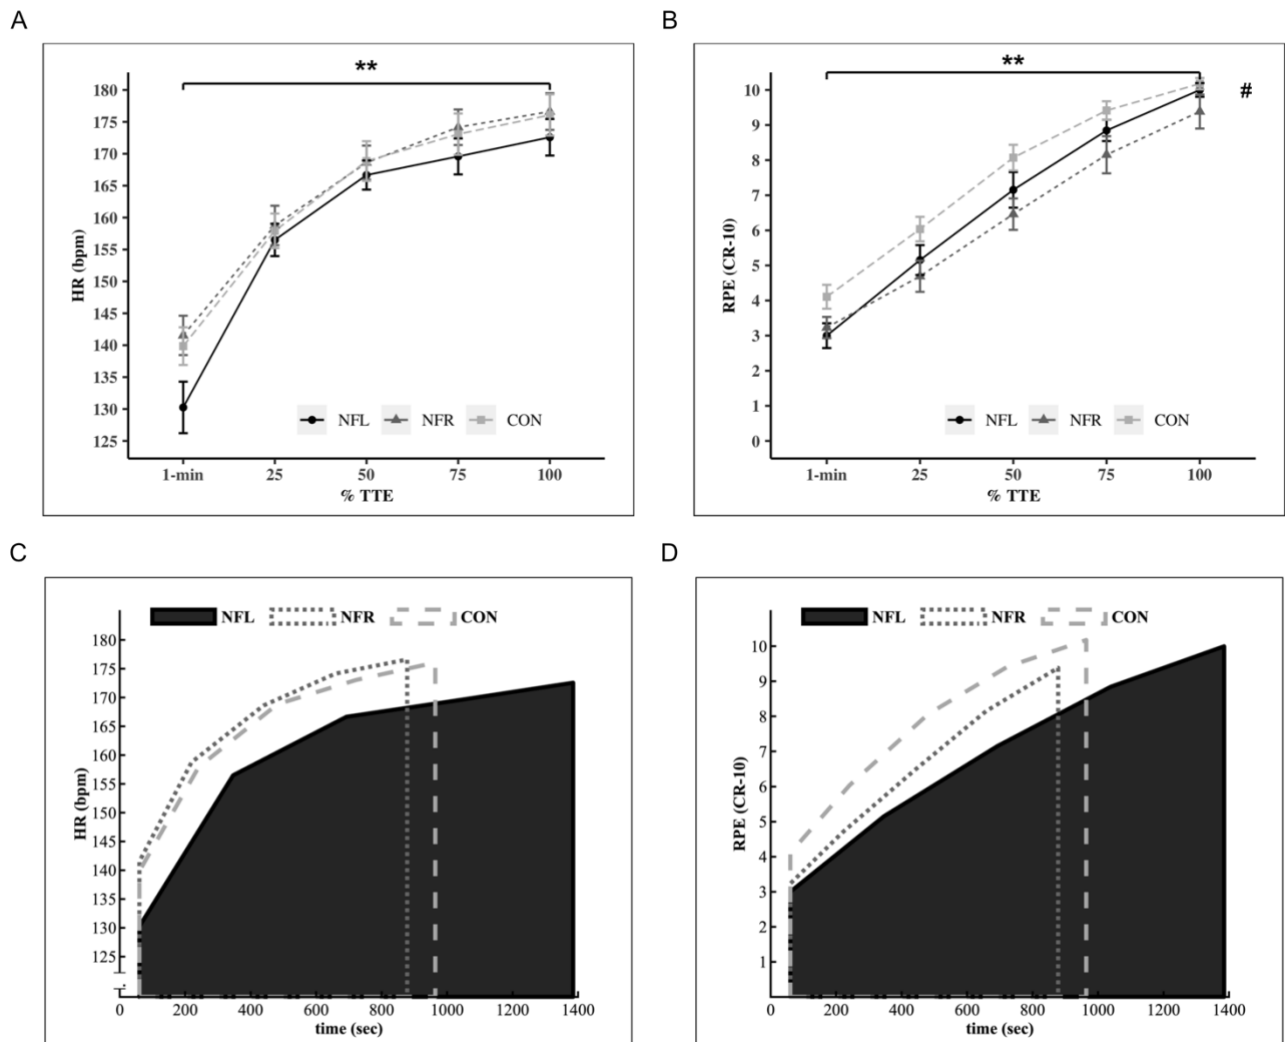 A
**
HR (bpm)
180
175
170
165
160
155
150
145
140
135
130
125
NFL NFR CON
1-min 25 50 75 100
% TTE
B
**
#
RPE (CR-10)
10
9
8
7
6
5
4
3
2
1
0
NFL NFR CON
1-min 25 50 75 100
% TTE
C
NFL NFR CON
HR (bpm)
180
175
170
165
160
155
150
145
140
135
130
125
0 200 400 600 800 1000 1200 1400
time (sec)
D
NFL NFR CON
RPE (CR-10)
10
9
8
7
6
5
4
3
2
1
0 200 400 600 800 1000 1200 1400
time (sec)